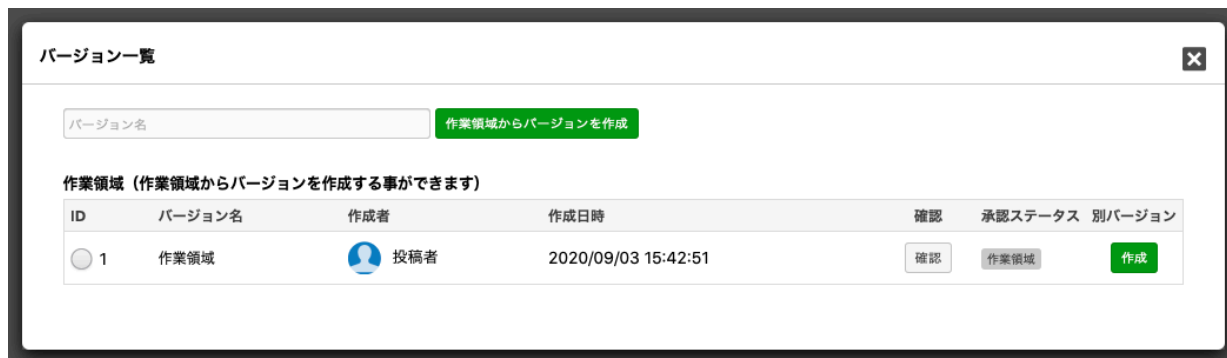 バージョン一覧
バージョン名 作業領域からバージョンを作成
作業領域（作業領域からバージョンを作成する事ができます）
ID バージョン名 作成者 作成日時 確認 承認ステータス 別バージョン
1 作業領域 投稿者 2020/09/03 15:42:51 確認 作業領域 作成